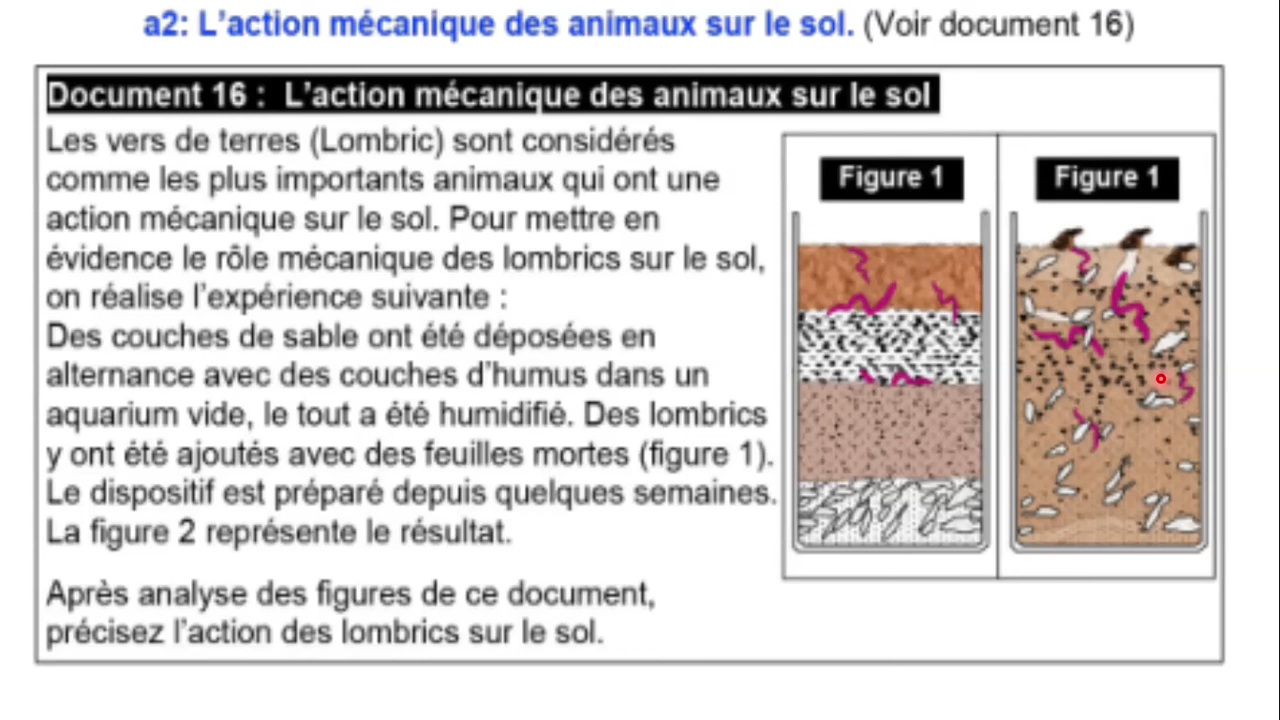 a2: L’action mécanique des animaux sur le sol. (Voir document 16)
Document 16 : L’action mécanique des animaux sur le sol
Les vers de terres (Lombric) sont considérés
comme les plus importants animaux qui ont une
action mécanique sur le sol. Pour mettre en
évidence le rôle mécanique des lombrics sur le sol,
on réalise l’expérience suivante :
Des couches de sable ont été déposées en
alternance avec des couches d’humus dans un
aquarium vide, le tout a été humidifié. Des lombrics
y ont été ajoutés avec des feuilles mortes (figure 1).
Le dispositif est préparé depuis quelques semaines.
La figure 2 représente le résultat.
Après analyse des figures de ce document,
précisez l’action des lombrics sur le sol.
Figure 1
Figure 1